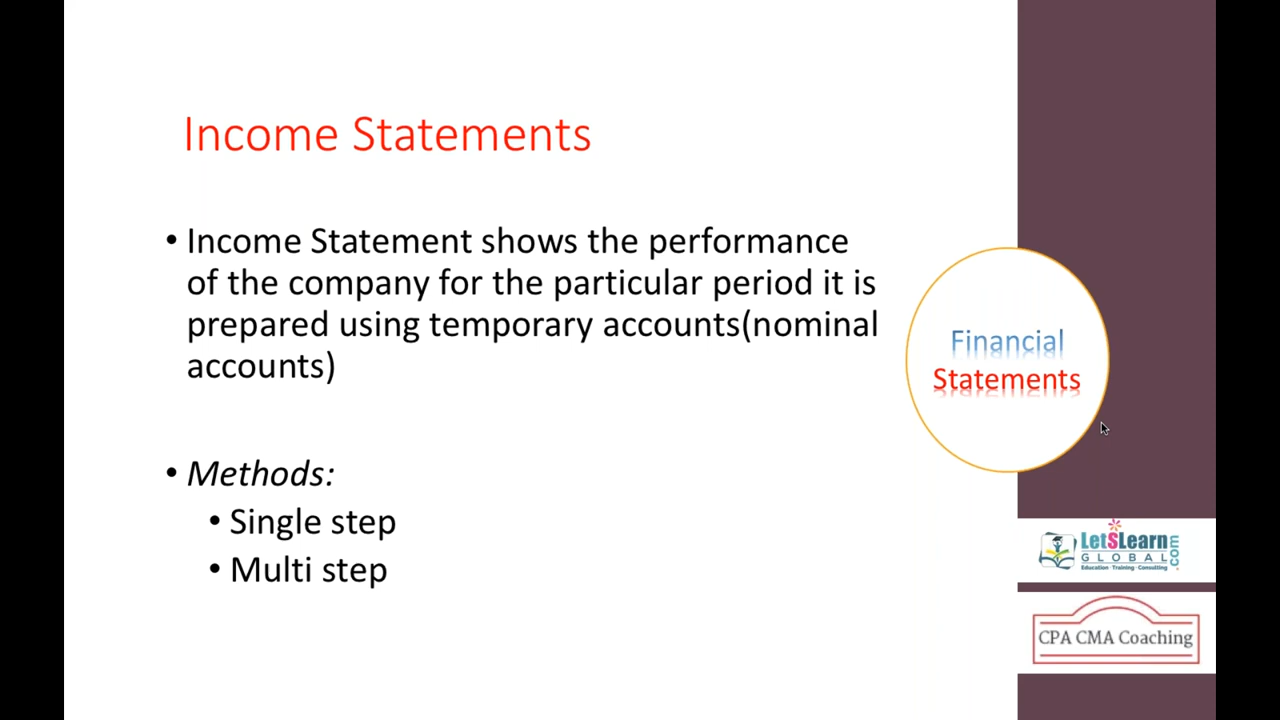 Income Statements
• Income Statement shows the performance
of the company for the particular period it is
prepared using temporary accounts(nominal
accounts)
• Methods:
• Single step
• Multi step
Financial
Statements
LetSLearn
GLOBAL.com
Education · Training · Consulting
CPA CMA Coaching